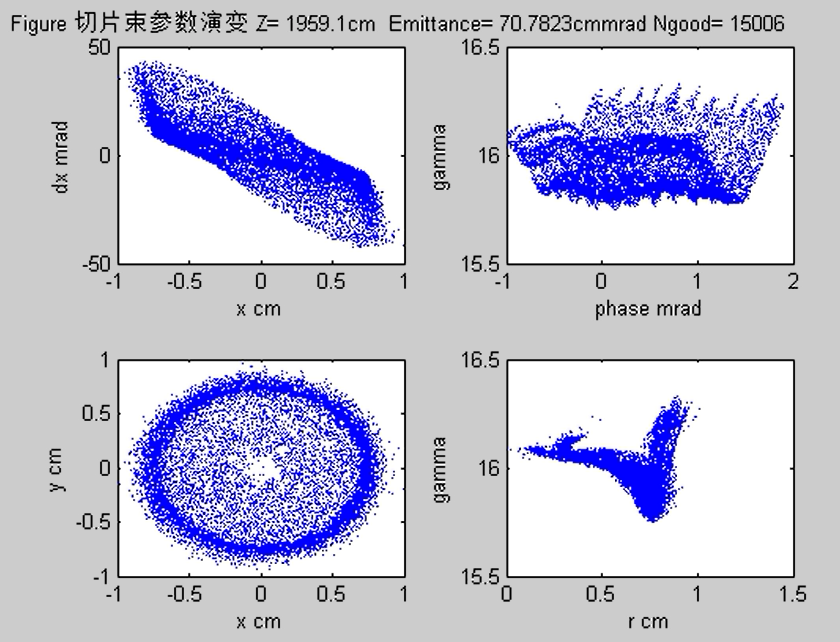 Figure 切片束参数演变 Z= 1959.1cm Emittance= 70.7823cmmrad Ngood= 15006
50
0
-50
dx mrad
-1 -0.5 0 0.5 1
x cm
16.5
16
15.5
gamma
-1 0 1 2
phase mrad
1
0.5
0
-0.5
-1
y cm
-1 -0.5 0 0.5 1
x cm
16.5
16
15.5
gamma
0 0.5 1 1.5
r cm